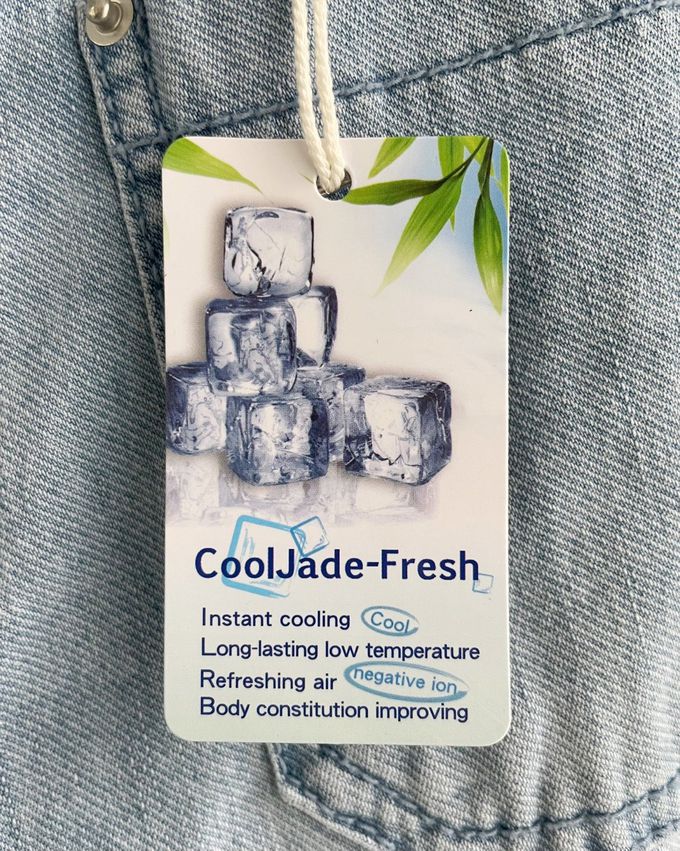 CoolJade-Fresh
Instant cooling Cool
Long-lasting low temperature
Refreshing air negative ion
Body constitution improving